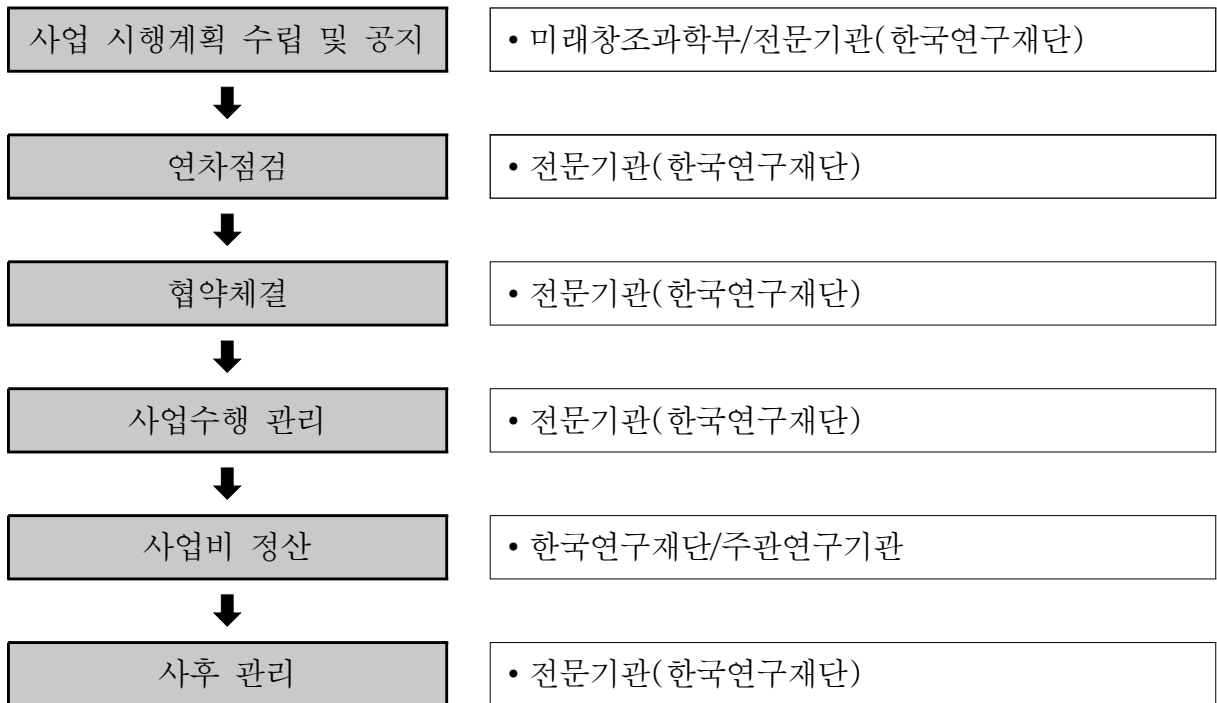 사업 시행계획 수립 및 공지
• 미래창조과학부/전문기관(한국연구재단)
연차점검
• 전문기관(한국연구재단)
협약체결
• 전문기관(한국연구재단)
사업수행 관리
• 전문기관(한국연구재단)
사업비 정산
• 한국연구재단/주관연구기관
사후 관리
• 전문기관(한국연구재단)